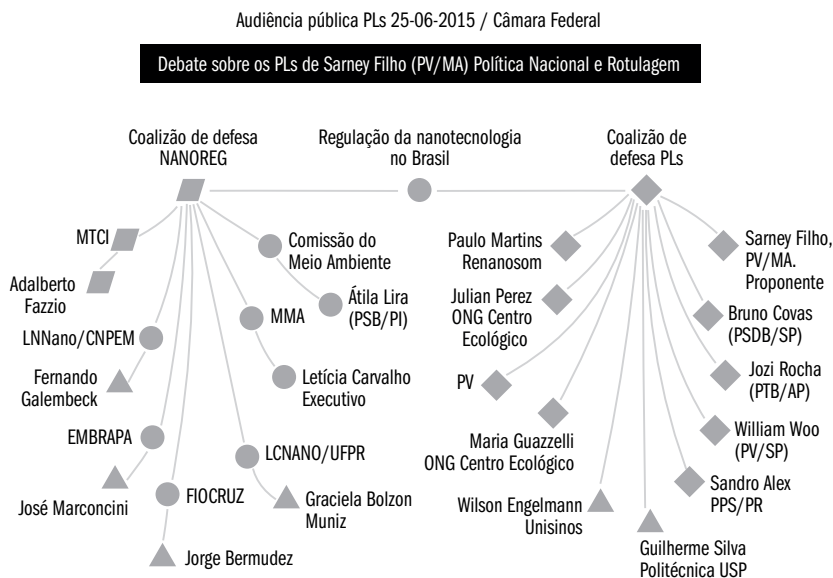 Audiência pública PLs 25-06-2015 / Câmara Federal
Debate sobre os PLs de Sarney Filho (PV/MA) Política Nacional e Rotulagem
Coalizão de defesa
NANOREG
Regulação da nanotecnologia
no Brasil
Coalizão de
defesa PLs
MTCI
Adalberto
Fazzio
LNNano/CNPEM
Fernando
Galembeck
EMBRAPA
José Marconcini
FIOCRUZ
Jorge Bermudez
Comissão do
Meio Ambiente
Átila Lira
(PSB/PI)
MMA
Letícia Carvalho
Executivo
LCNANO/UFPR
Graciela Bolzon
Muniz
Paulo Martins
Renanosom
Julian Perez
ONG Centro
Ecológico
PV
Maria Guazzelli
ONG Centro Ecológico
Wilson Engelmann
Unisinos
Sarney Filho,
PV/MA.
Proponente
Bruno Covas
(PSDB/SP)
Jozi Rocha
(PTB/AP)
William Woo
(PV/SP)
Sandro Alex
PPS/PR
Guilherme Silva
Politécnica USP